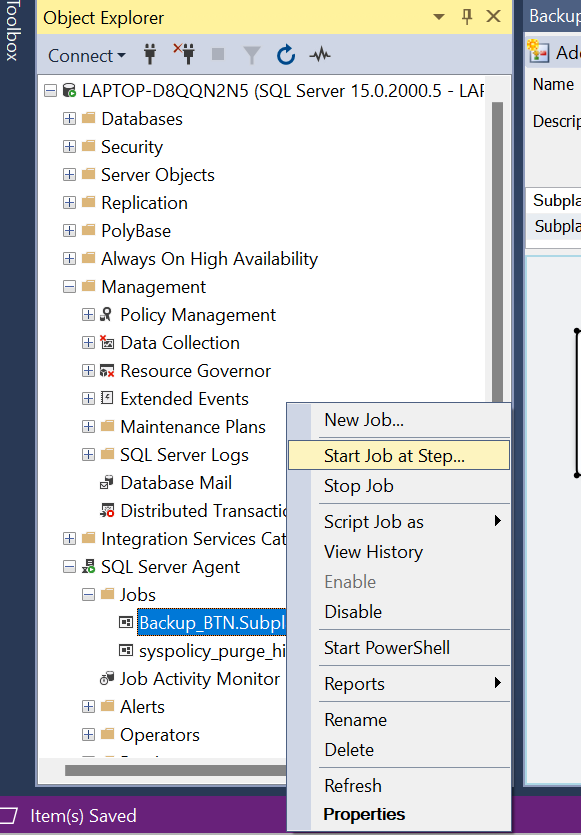 Toolbox
Object Explorer
Connect
LAPTOP-D8QQN2N5 (SQL Server 15.0.2000.5 - LAP
Databases
Security
Server Objects
Replication
PolyBase
Always On High Availability
Management
Policy Management
Data Collection
Resource Governor
Extended Events
Maintenance Plans
SQL Server Logs
Database Mail
Distributed Transactio
Integration Services Cat
SQL Server Agent
Jobs
Backup_BTN.Subpl
syspolicy_purge_hi
Job Activity Monitor
Alerts
Operators
New Job...
Start Job at Step...
Stop Job
Script Job as
View History
Enable
Disable
Start PowerShell
Reports
Rename
Delete
Refresh
Properties
Backup
Add
Name
Descrip
Subpla
Subpla
Item(s) Saved